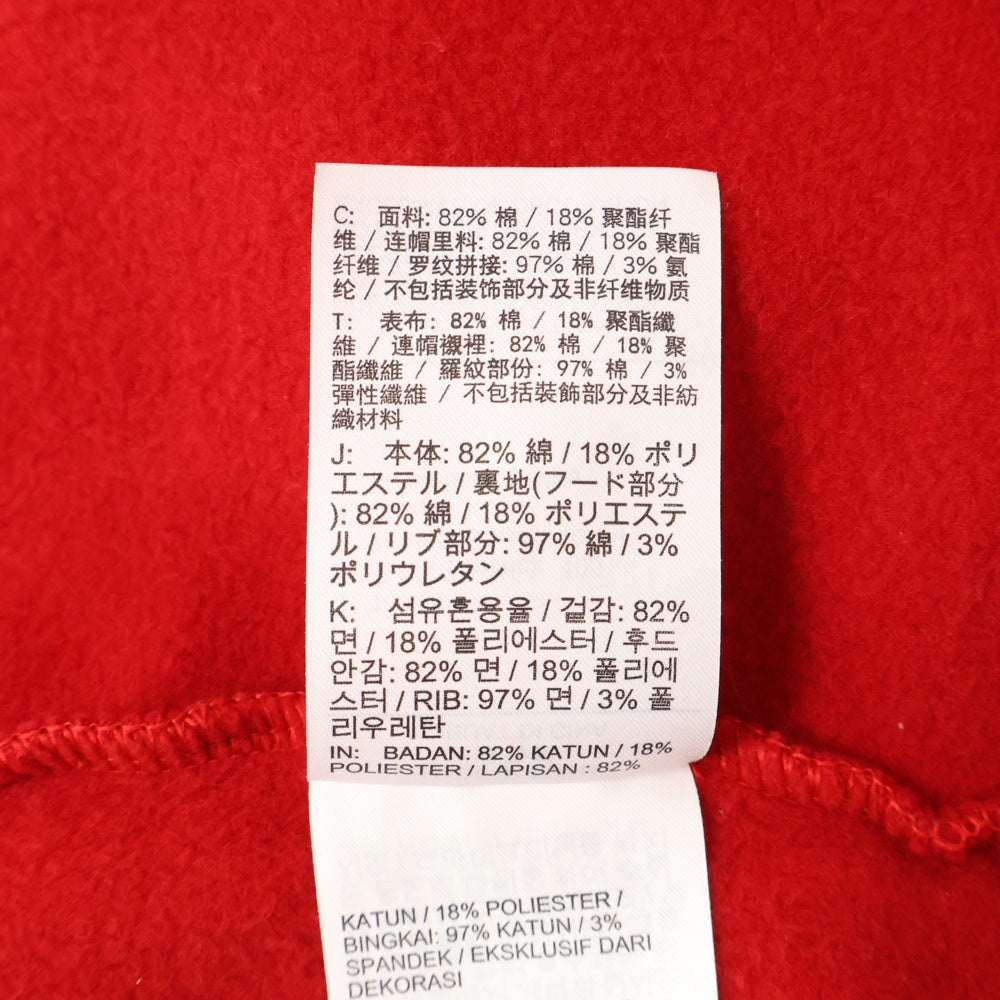 C: 面料: 82% 棉 / 18% 聚酯纤
维 / 连帽里料: 82% 棉 / 18% 聚酯
纤维 / 罗纹拼接: 97% 棉 / 3% 氨
纶 / 不包括装饰部分及非纤维物质
T: 表布: 82% 棉 / 18% 聚酯纖
維 / 連帽襯裡: 82% 棉 / 18% 聚
酯纖維 / 羅紋部份: 97% 棉 / 3%
彈性纖維 / 不包括裝飾部分及非紡
織材料
J: 本体: 82% 綿 / 18% ポリ
エステル / 裏地(フード部分
): 82% 綿 / 18% ポリエステ
ル / リブ部分: 97% 綿 / 3%
ポリウレタン
K: 섬유혼용율 / 겉감: 82%
면 / 18% 폴리에스터 / 후드
안감: 82% 면 / 18% 폴리에
스터 / RIB: 97% 면 / 3% 폴
리우레탄
IN: BADAN: 82% KATUN / 18%
POLIESTER / LAPISAN : 82%
KATUN / 18% POLIESTER /
BINGKAI: 97% KATUN / 3%
SPANDEK / EKSKLUSIF DARI
DEKORASI